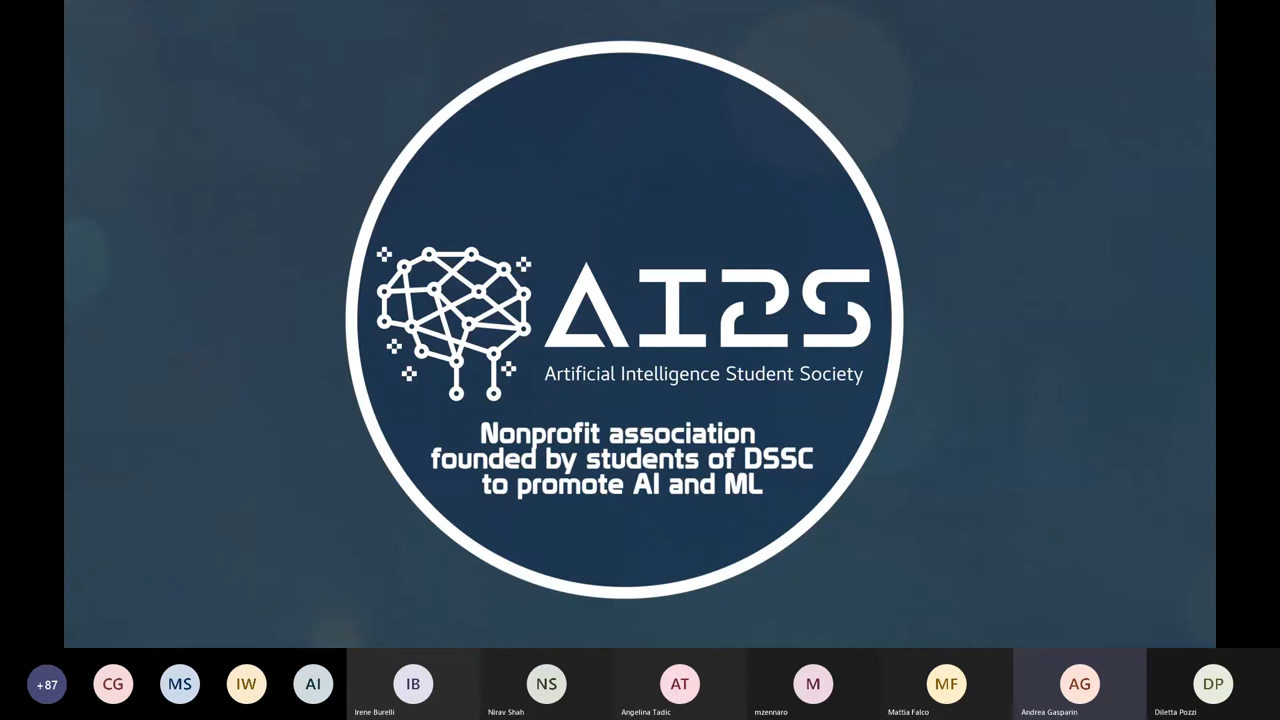 AI2S
Artificial Intelligence Student Society
Nonprofit association
founded by students of DSSC
to promote AI and ML
+87
CG
MS
IW
AI
IB
NS
AT
M
MF
AG
DP
Irene Burelli
Nirav Shah
Angelina Tadic
mzennaro
Mattia Falco
Andrea Gasparin
Diletta Pozzi